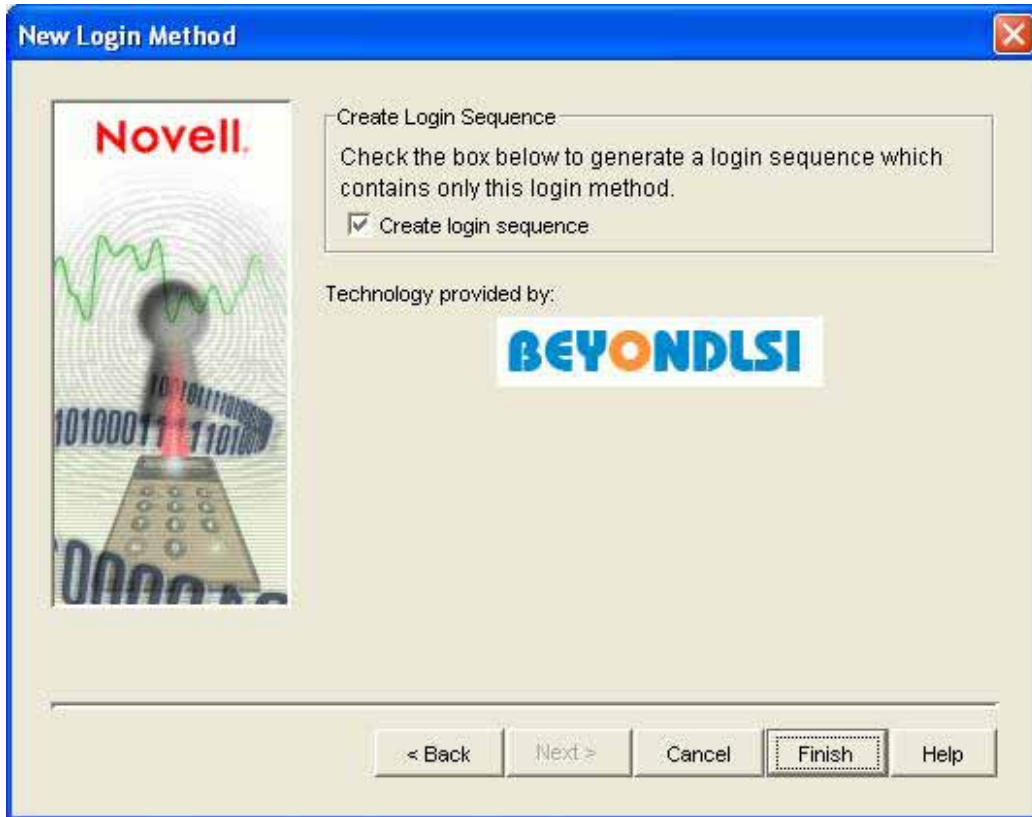 New Login Method
Novell.
Create Login Sequence
Check the box below to generate a login sequence which
contains only this login method.
Create login sequence
Technology provided by:
BEYONDLSI
< Back
Next >
Cancel
Finish
Help